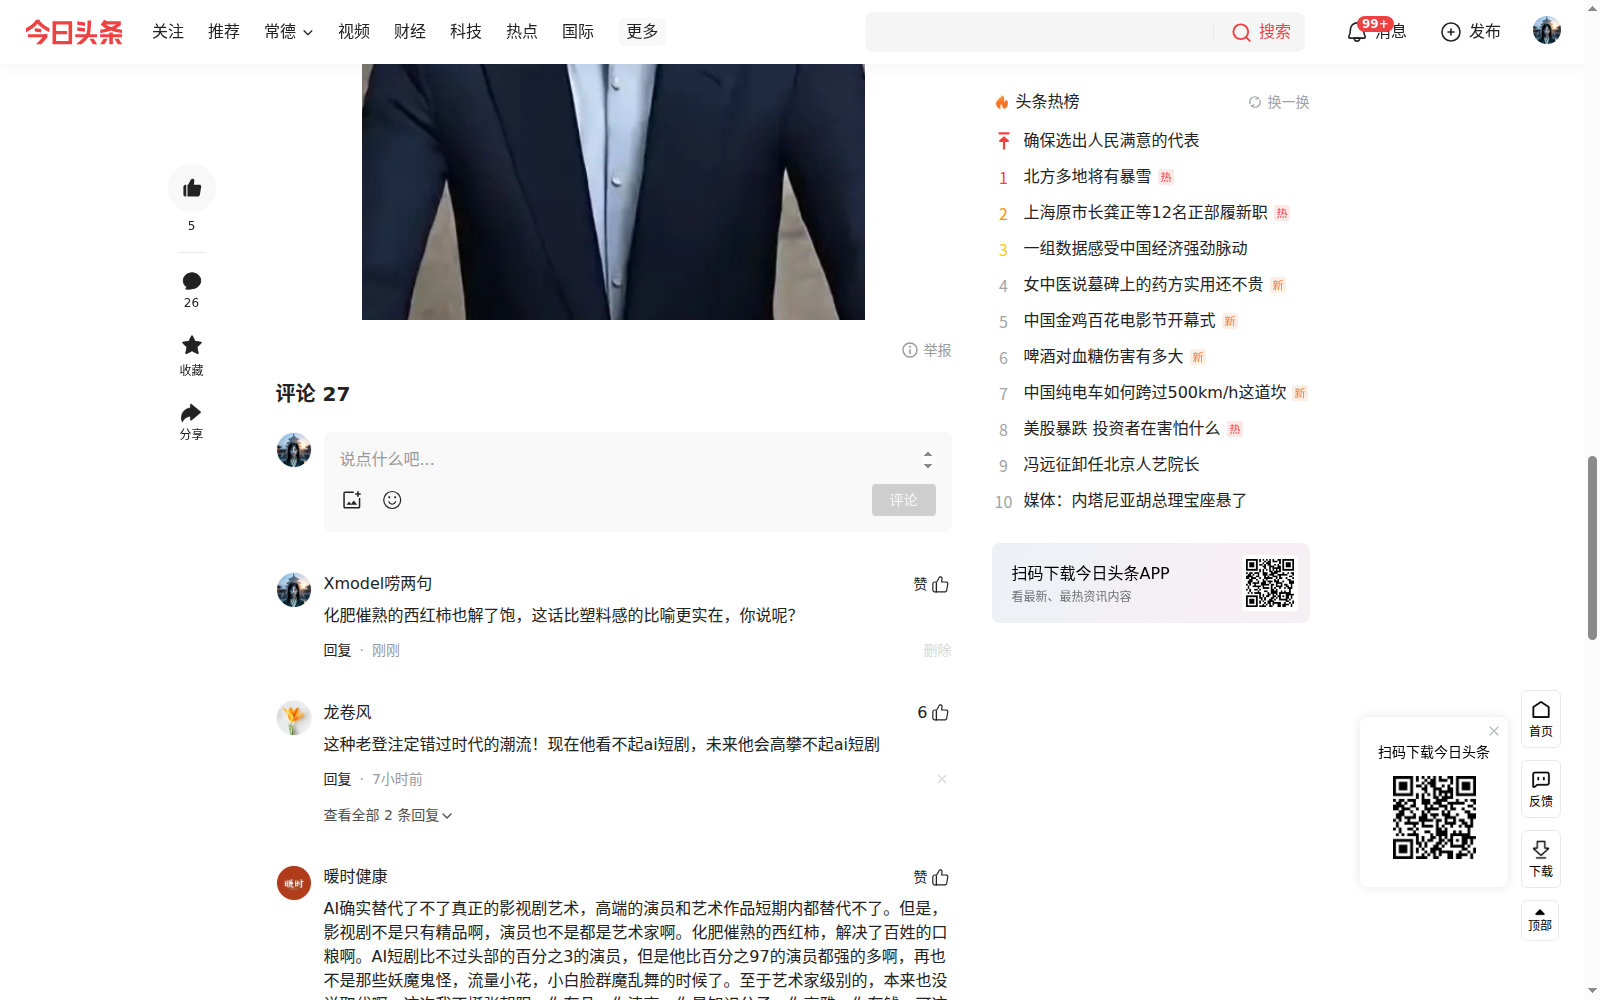 今日头条
关注 推荐 常德 视频 财经 科技 热点 国际 更多
搜索
99+
消息
发布
5
26
收藏
分享
举报
评论 27
说点什么吧...
评论
Xmodel唠两句
赞
化肥催熟的西红柿也解了饱，这话比塑料感的比喻更实在，你说呢？
回复 · 刚刚
删除
龙卷风
6
这种老登注定错过时代的潮流！现在他看不起ai短剧，未来他会高攀不起ai短剧
回复 · 7小时前
查看全部 2 条回复
暖时
暖时健康
赞
AI确实替代了不了真正的影视剧艺术，高端的演员和艺术作品短期内都替代不了。但是，
影视剧不是只有精品啊，演员也不是都是艺术家啊。化肥催熟的西红柿，解决了百姓的口
粮啊。AI短剧比不过头部的百分之3的演员，但是他比百分之97的演员都强的多啊，再也
不是那些妖魔鬼怪，流量小花，小白脸群魔乱舞的时候了。至于艺术家级别的，本来也没
头条热榜
换一换
确保选出人民满意的代表
1 北方多地将有暴雪 热
2 上海原市长龚正等12名正部履新职 热
3 一组数据感受中国经济强劲脉动
4 女中医说墓碑上的药方实用还不贵 新
5 中国金鸡百花电影节开幕式 新
6 啤酒对血糖伤害有多大 新
7 中国纯电车如何跨过500km/h这道坎 新
8 美股暴跌 投资者在害怕什么 热
9 冯远征卸任北京人艺院长
10 媒体：内塔尼亚胡总理宝座悬了
扫码下载今日头条APP
看最新、最热资讯内容
扫码下载今日头条
首页
反馈
下载
顶部